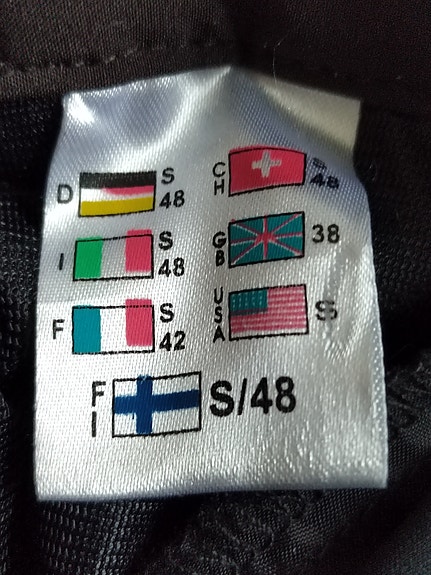 D S 48
CH S 48
I S 48
GB 38
F S 42
USA S
FI S/48